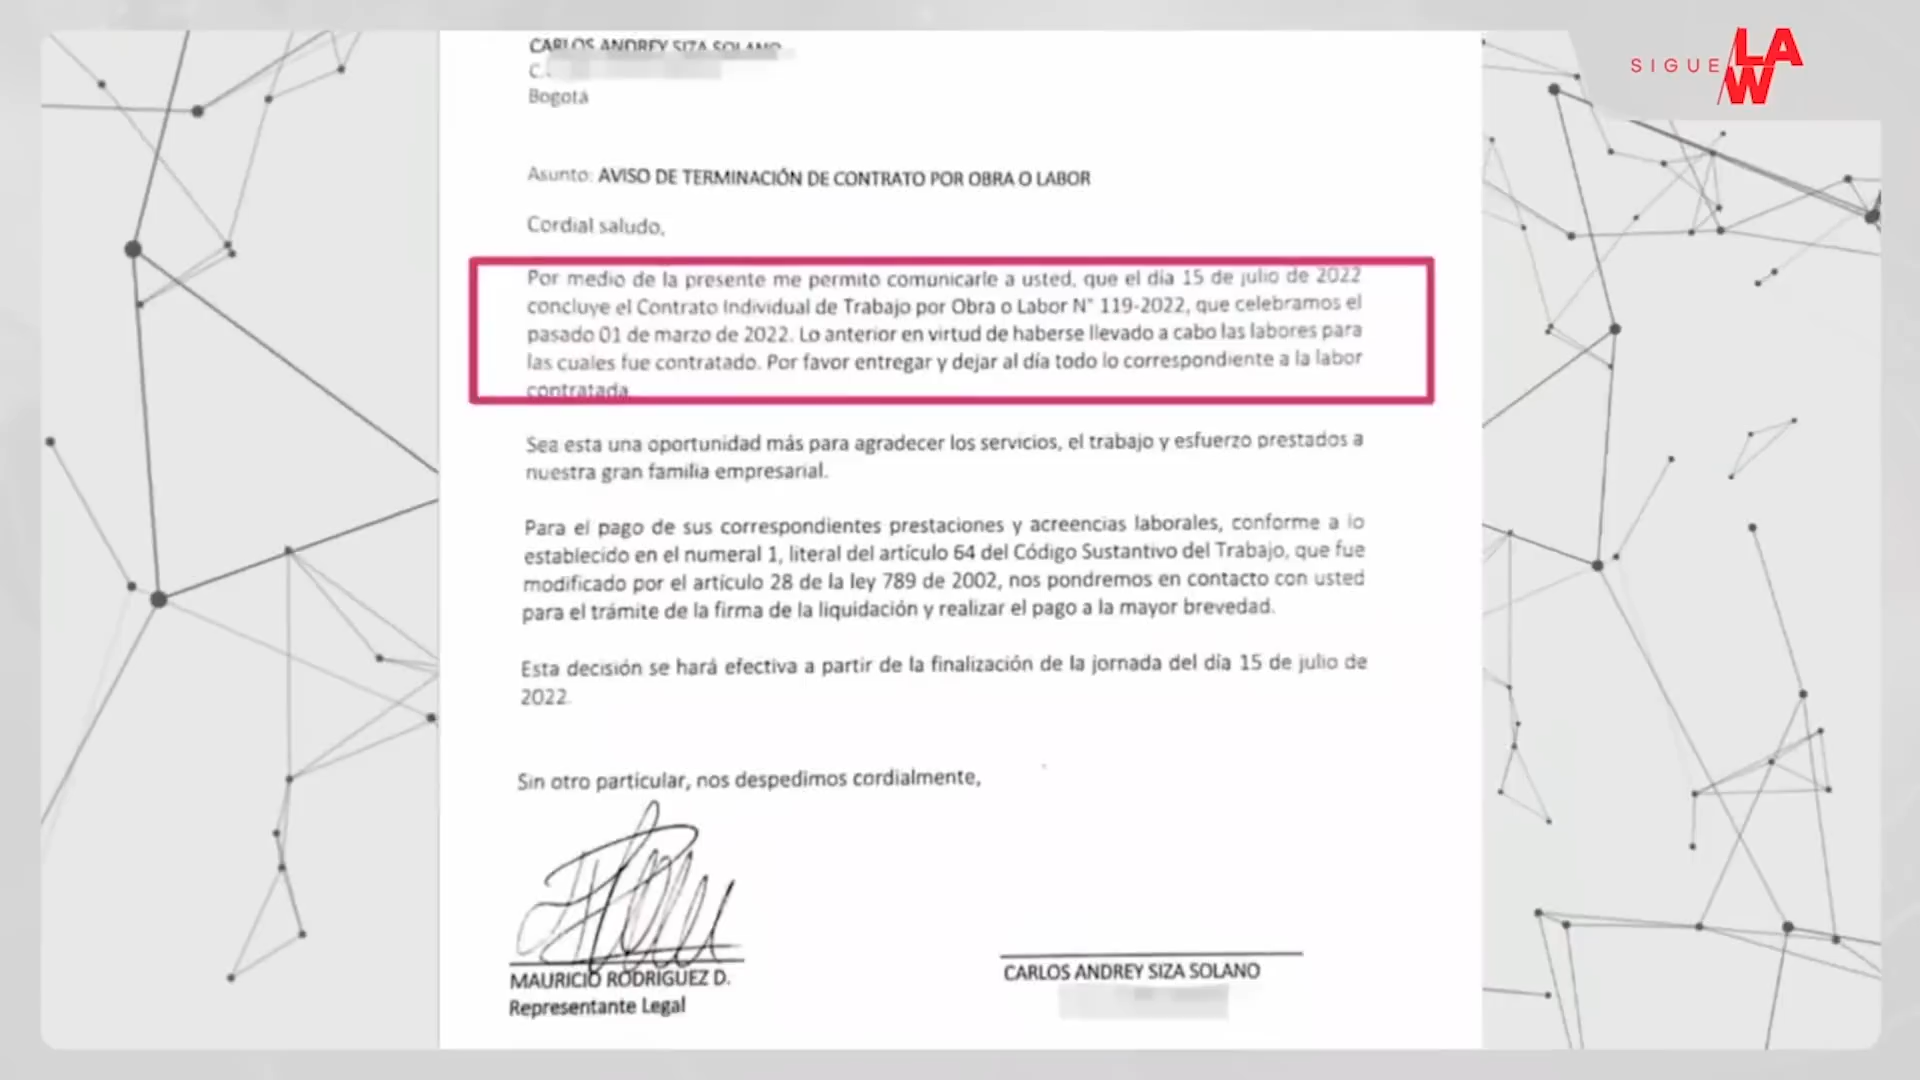 SIGUE LA W
CARLOS ANDREY SIZA SOLANO
Bogotá
Asunto: AVISO DE TERMINACIÓN DE CONTRATO POR OBRA O LABOR
Cordial saludo,
Por medio de la presente me permito comunicarle a usted, que el día 15 de julio de 2022
concluye el Contrato Individual de Trabajo por Obra o Labor N° 119-2022, que celebramos el
pasado 01 de marzo de 2022. Lo anterior en virtud de haberse llevado a cabo las labores para
las cuales fue contratado. Por favor entregar y dejar al día todo lo correspondiente a la labor
contratada.
Sea esta una oportunidad más para agradecer los servicios, el trabajo y esfuerzo prestados a
nuestra gran familia empresarial.
Para el pago de sus correspondientes prestaciones y acreencias laborales, conforme a lo
establecido en el numeral 1, literal del artículo 64 del Código Sustantivo del Trabajo, que fue
modificado por el artículo 28 de la ley 789 de 2002, nos pondremos en contacto con usted
para el trámite de la firma de la liquidación y realizar el pago a la mayor brevedad.
Esta decisión se hará efectiva a partir de la finalización de la jornada del día 15 de julio de
2022.
Sin otro particular, nos despedimos cordialmente,
MAURICIO RODRIGUEZ D.
Representante Legal
CARLOS ANDREY SIZA SOLANO